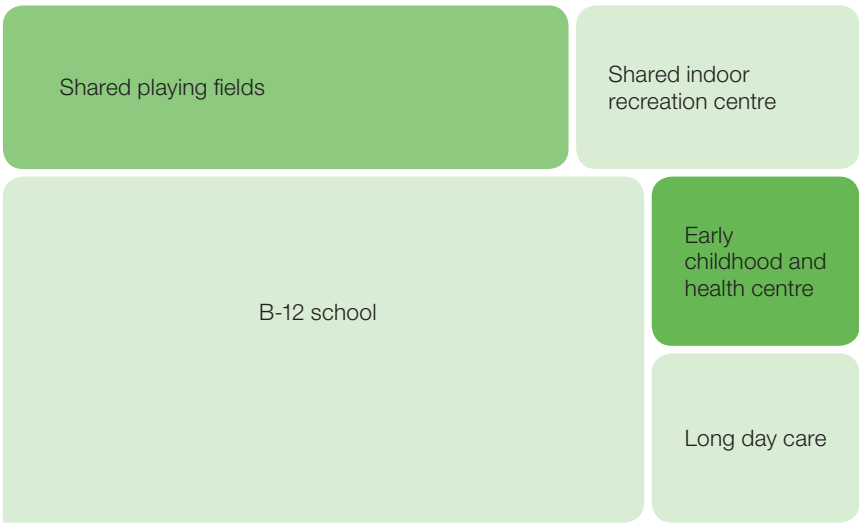 Shared playing fields
Shared indoor
recreation centre
B-12 school
Early
childhood and
health centre
Long day care